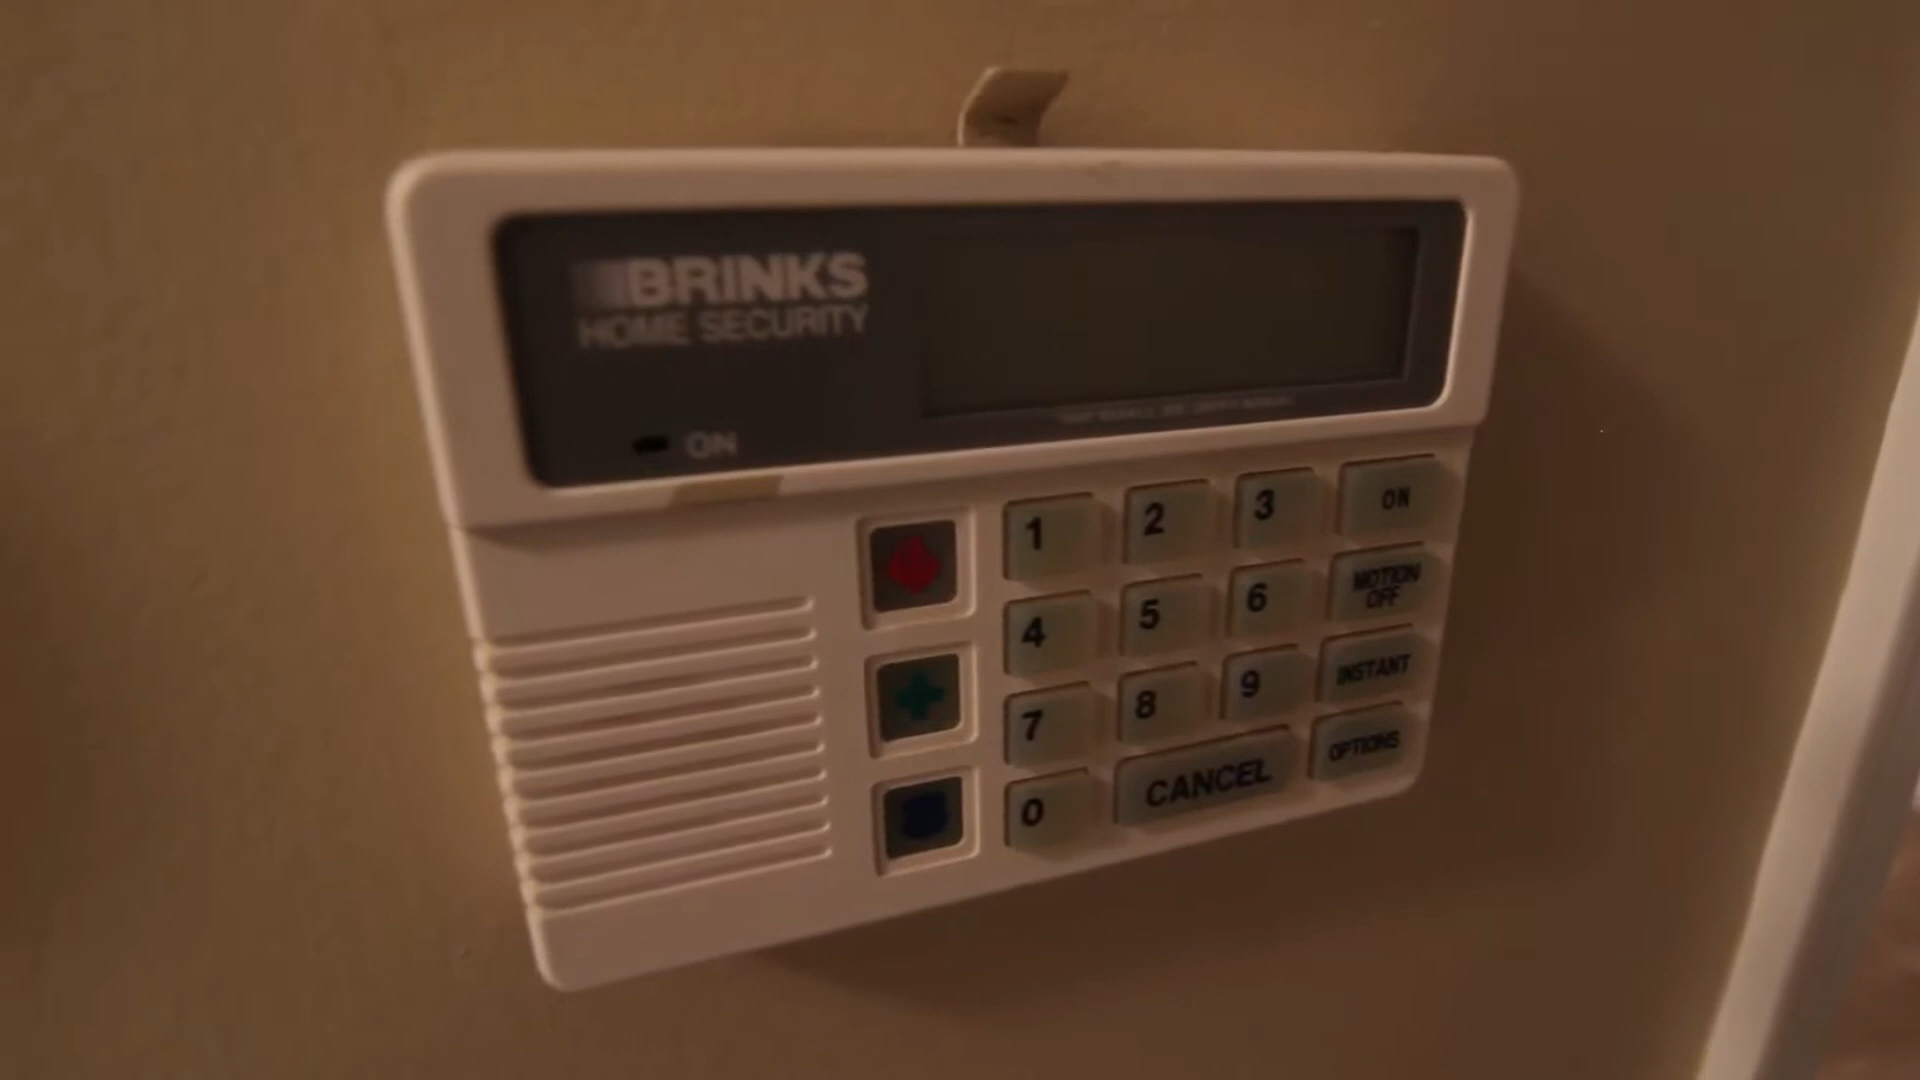 BRINKS
HOME SECURITY
ON
1 2 3 ON
4 5 6 MOTION OFF
7 8 9 INSTANT
0 CANCEL OPTIONS